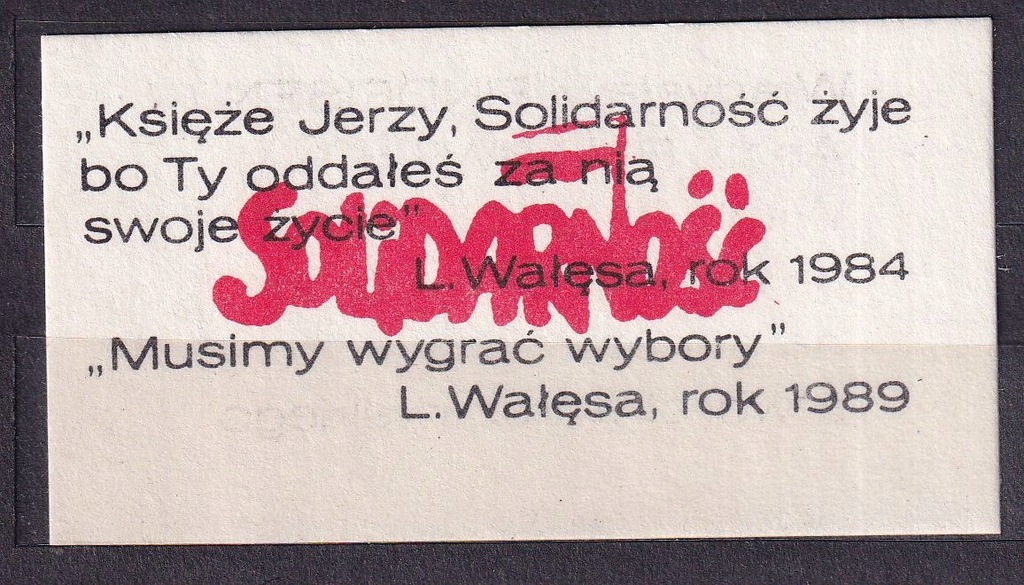 „Księże Jerzy, Solidarność żyje
bo Ty oddałeś za nią
swoje życie”
SOLIDARNOŚĆ
L. Wałęsa, rok 1984
„Musimy wygrać wybory”
L. Wałęsa, rok 1989